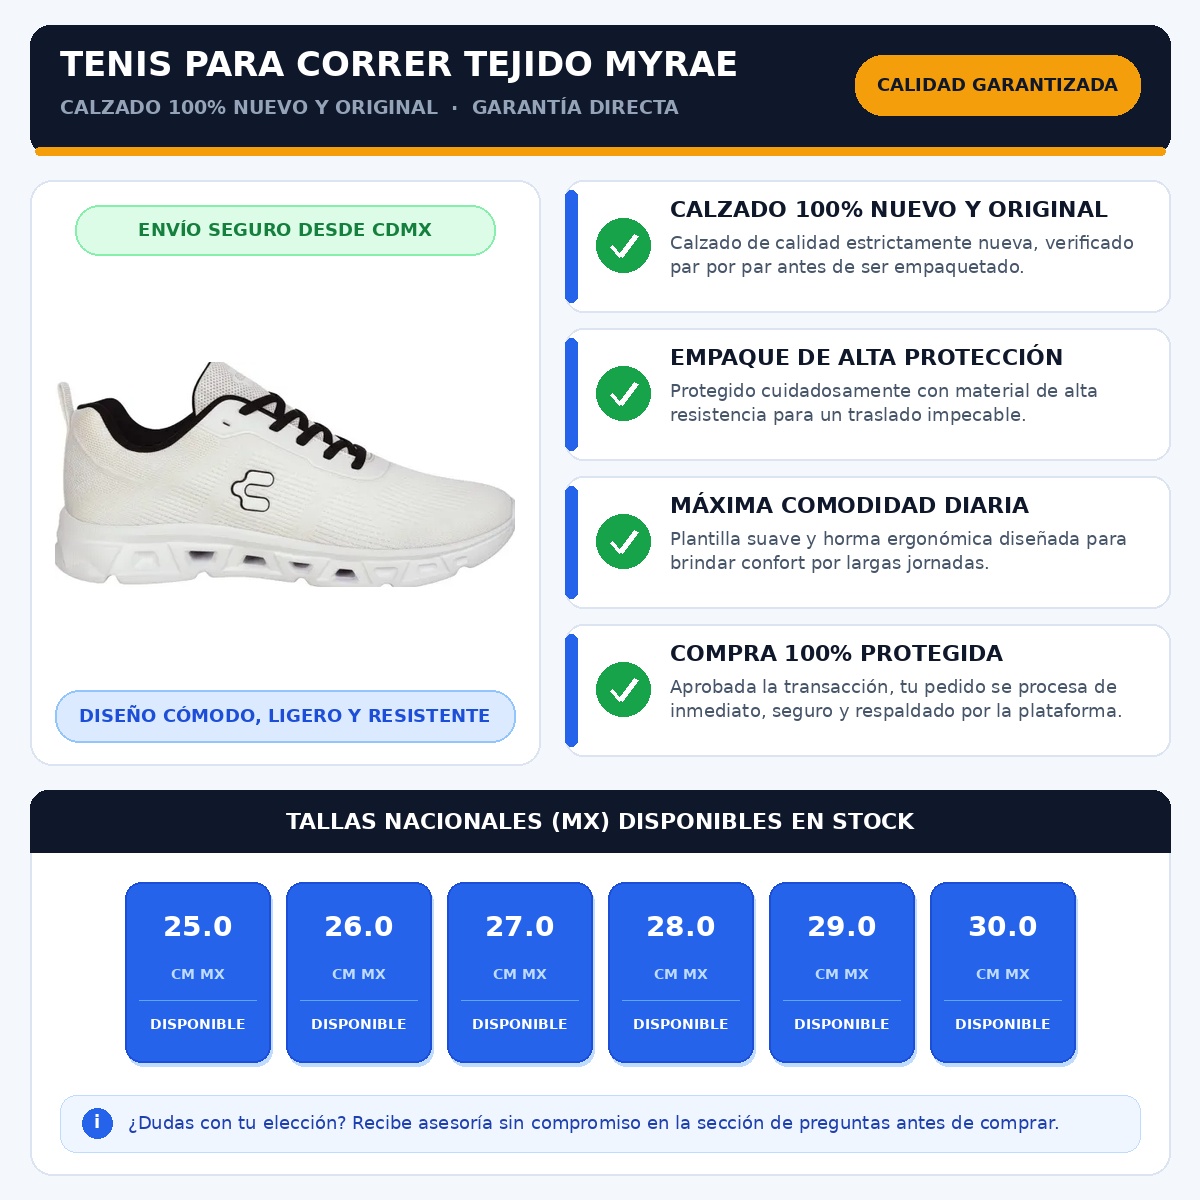 TENIS PARA CORRER TEJIDO MYRAE
CALZADO 100% NUEVO Y ORIGINAL · GARANTÍA DIRECTA
CALIDAD GARANTIZADA
ENVÍO SEGURO DESDE CDMX
DISEÑO CÓMODO, LIGERO Y RESISTENTE
CALZADO 100% NUEVO Y ORIGINAL
Calzado de calidad estrictamente nueva, verificado
par por par antes de ser empaquetado.
EMPAQUE DE ALTA PROTECCIÓN
Protegido cuidadosamente con material de alta
resistencia para un traslado impecable.
MÁXIMA COMODIDAD DIARIA
Plantilla suave y horma ergonómica diseñada para
brindar confort por largas jornadas.
COMPRA 100% PROTEGIDA
Aprobada la transacción, tu pedido se procesa de
inmediato, seguro y respaldado por la plataforma.
TALLAS NACIONALES (MX) DISPONIBLES EN STOCK
25.0
CM MX
DISPONIBLE
26.0
CM MX
DISPONIBLE
27.0
CM MX
DISPONIBLE
28.0
CM MX
DISPONIBLE
29.0
CM MX
DISPONIBLE
30.0
CM MX
DISPONIBLE
i ¿Dudas con tu elección? Recibe asesoría sin compromiso en la sección de preguntas antes de comprar.